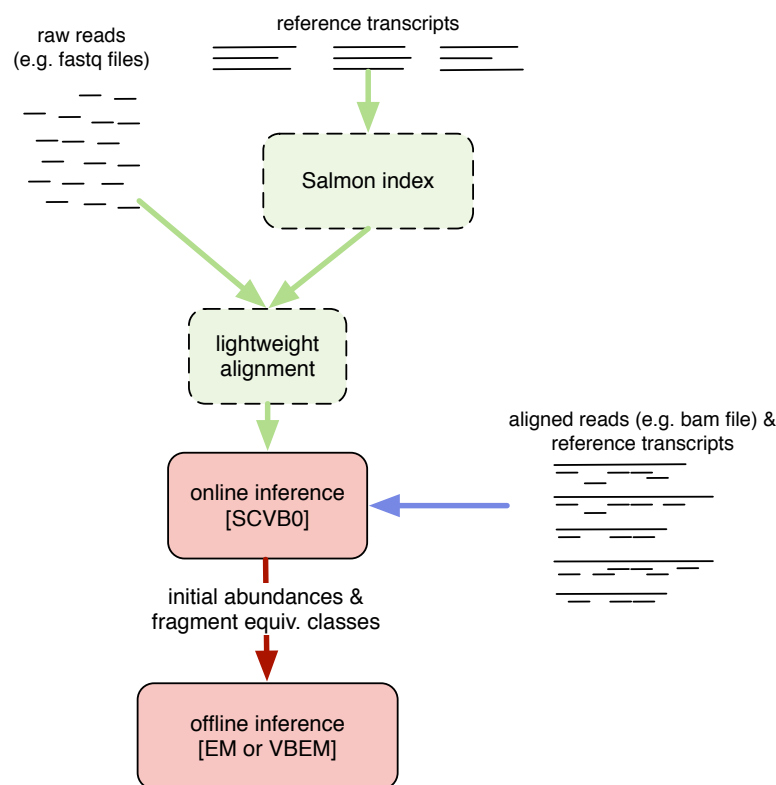 raw reads
(e.g. fastq files)
reference transcripts
Salmon index
lightweight
alignment
aligned reads (e.g. bam file) &
reference transcripts
online inference
[SCVB0]
initial abundances &
fragment equiv. classes
offline inference
[EM or VBEM]